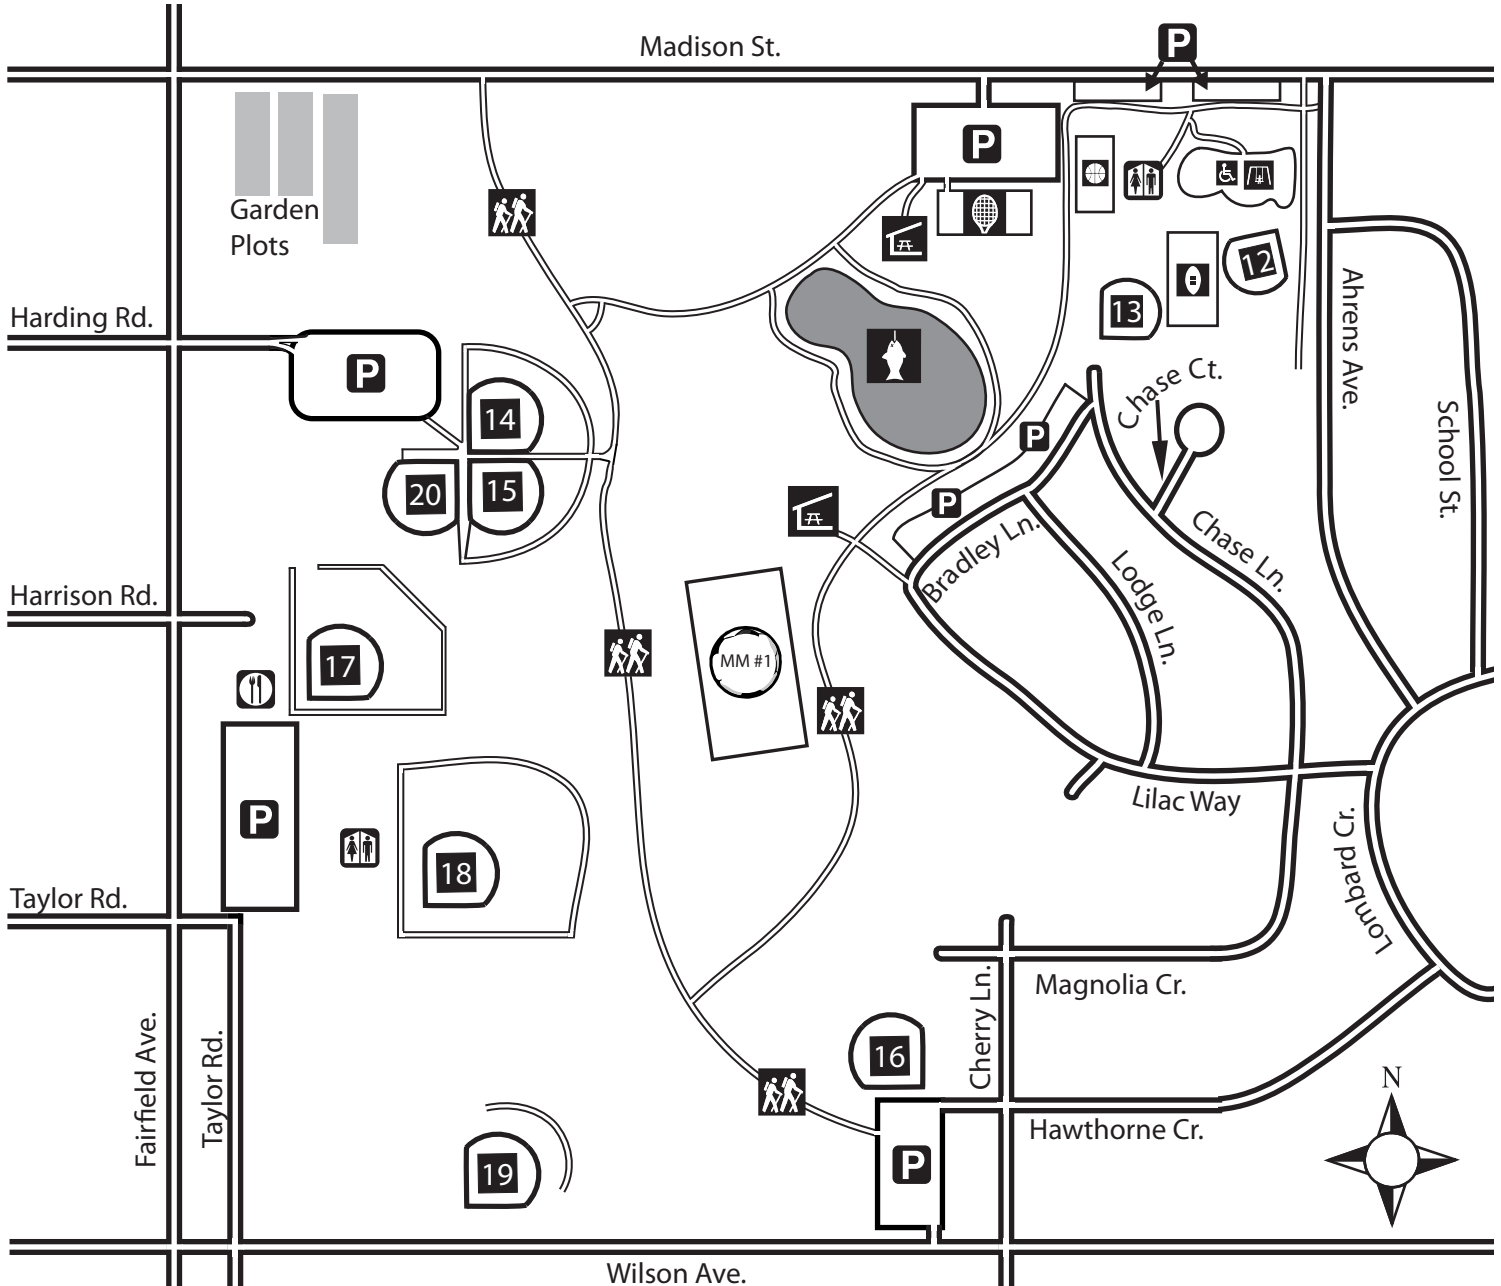 Madison St.
P
P
Garden
Plots
12
13
Harding Rd.
P
Chase Ct.
Ahrens Ave.
School St.
14
P
20
15
P
Bradley Ln.
Lodge Ln.
Chase Ln.
Harrison Rd.
17
MM #1
Lilac Way
P
18
Lombard Cr.
Taylor Rd.
Magnolia Cr.
Cherry Ln.
16
Fairfield Ave.
Taylor Rd.
N
Hawthorne Cr.
P
19
Wilson Ave.